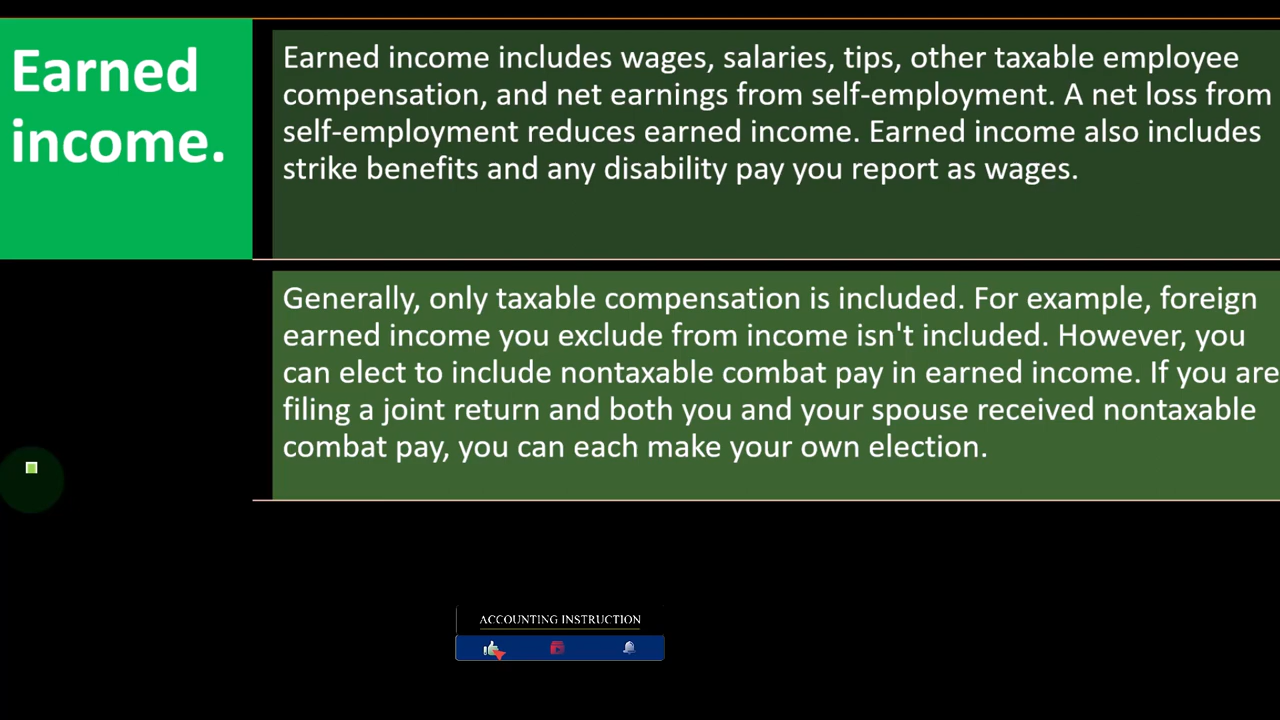 Earned
income.
Earned income includes wages, salaries, tips, other taxable employee
compensation, and net earnings from self-employment. A net loss from
self-employment reduces earned income. Earned income also includes
strike benefits and any disability pay you report as wages.
Generally, only taxable compensation is included. For example, foreign
earned income you exclude from income isn't included. However, you
can elect to include nontaxable combat pay in earned income. If you are
filing a joint return and both you and your spouse received nontaxable
combat pay, you can each make your own election.
ACCOUNTING INSTRUCTION